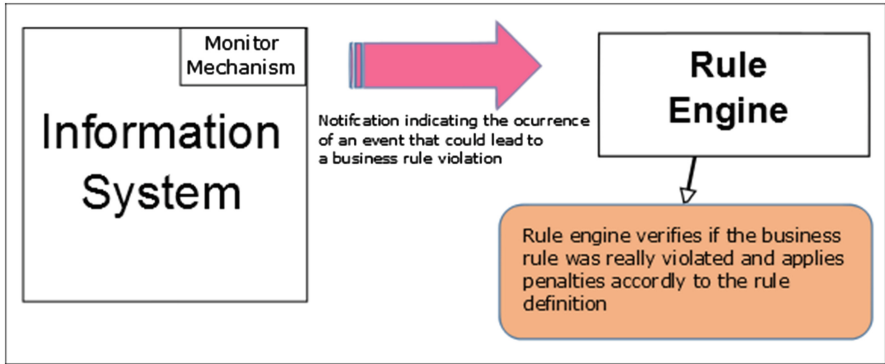 Monitor
Mechanism
Information
System
Notifcation indicating the ocurrence
of an event that could lead to
a business rule violation
Rule
Engine
Rule engine verifies if the business
rule was really violated and applies
penalties accordly to the rule
definition